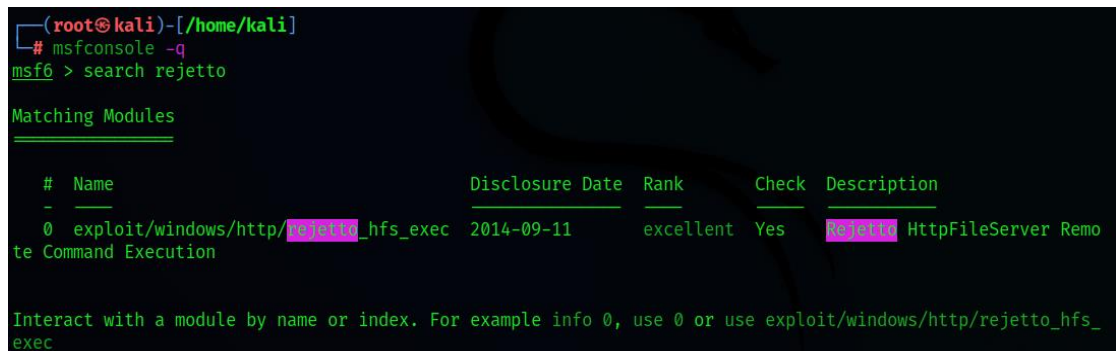 ┌──(root㉿kali)-[/home/kali]
└─# msfconsole -q
msf6 > search rejetto
Matching Modules
================
#  Name                                   Disclosure Date  Rank       Check  Description
-  ----                                   ---------------  ----       -----  -----------
0  exploit/windows/http/rejetto_hfs_exec  2014-09-11       excellent  Yes    Rejetto HttpFileServer Remo
te Command Execution
Interact with a module by name or index. For example info 0, use 0 or use exploit/windows/http/rejetto_hfs_
exec